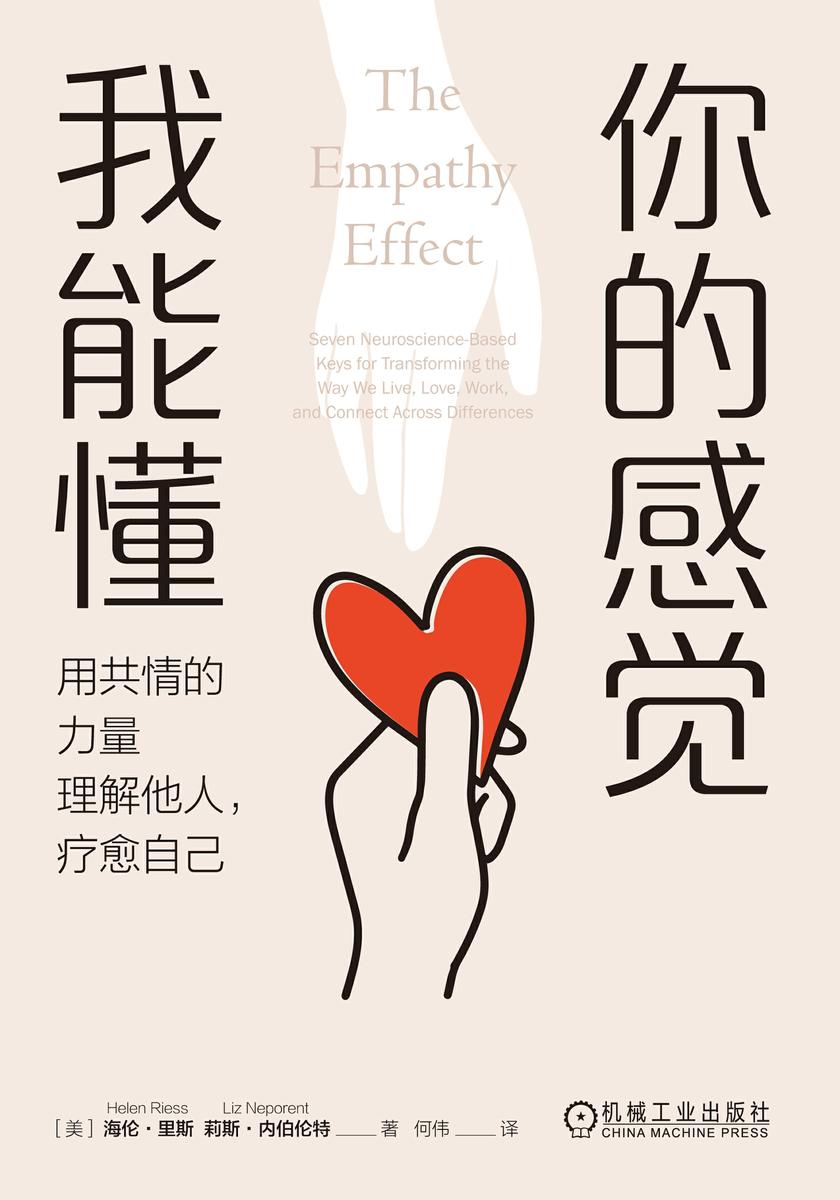 我能懂
你的感觉
The
Empathy
Effect
Seven Neuroscience-Based
Keys for Transforming the
Way We Live, Love, Work,
and Connect Across Differences
用共情的
力量
理解他人，
疗愈自己
Helen Riess Liz Neporent
[美] 海伦·里斯 莉斯·内伯伦特 ____ 著 何伟 ____ 译
机械工业出版社
CHINA MACHINE PRESS